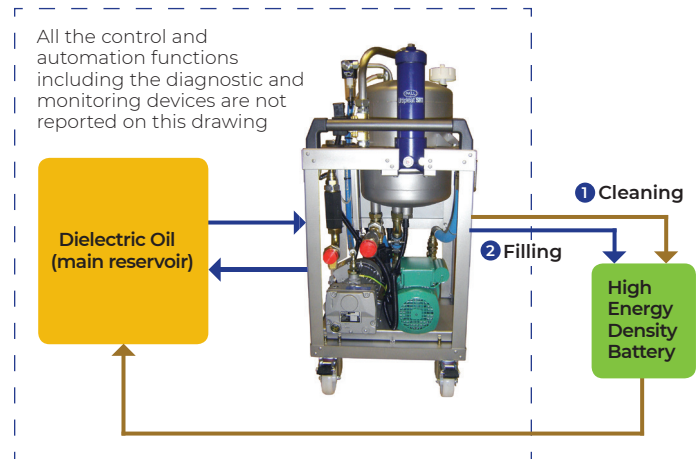 All the control and
automation functions
including the diagnostic and
monitoring devices are not
reported on this drawing
PALL
1 Cleaning
2 Filling
Dielectric Oil
(main reservoir)
High
Energy
Density
Battery